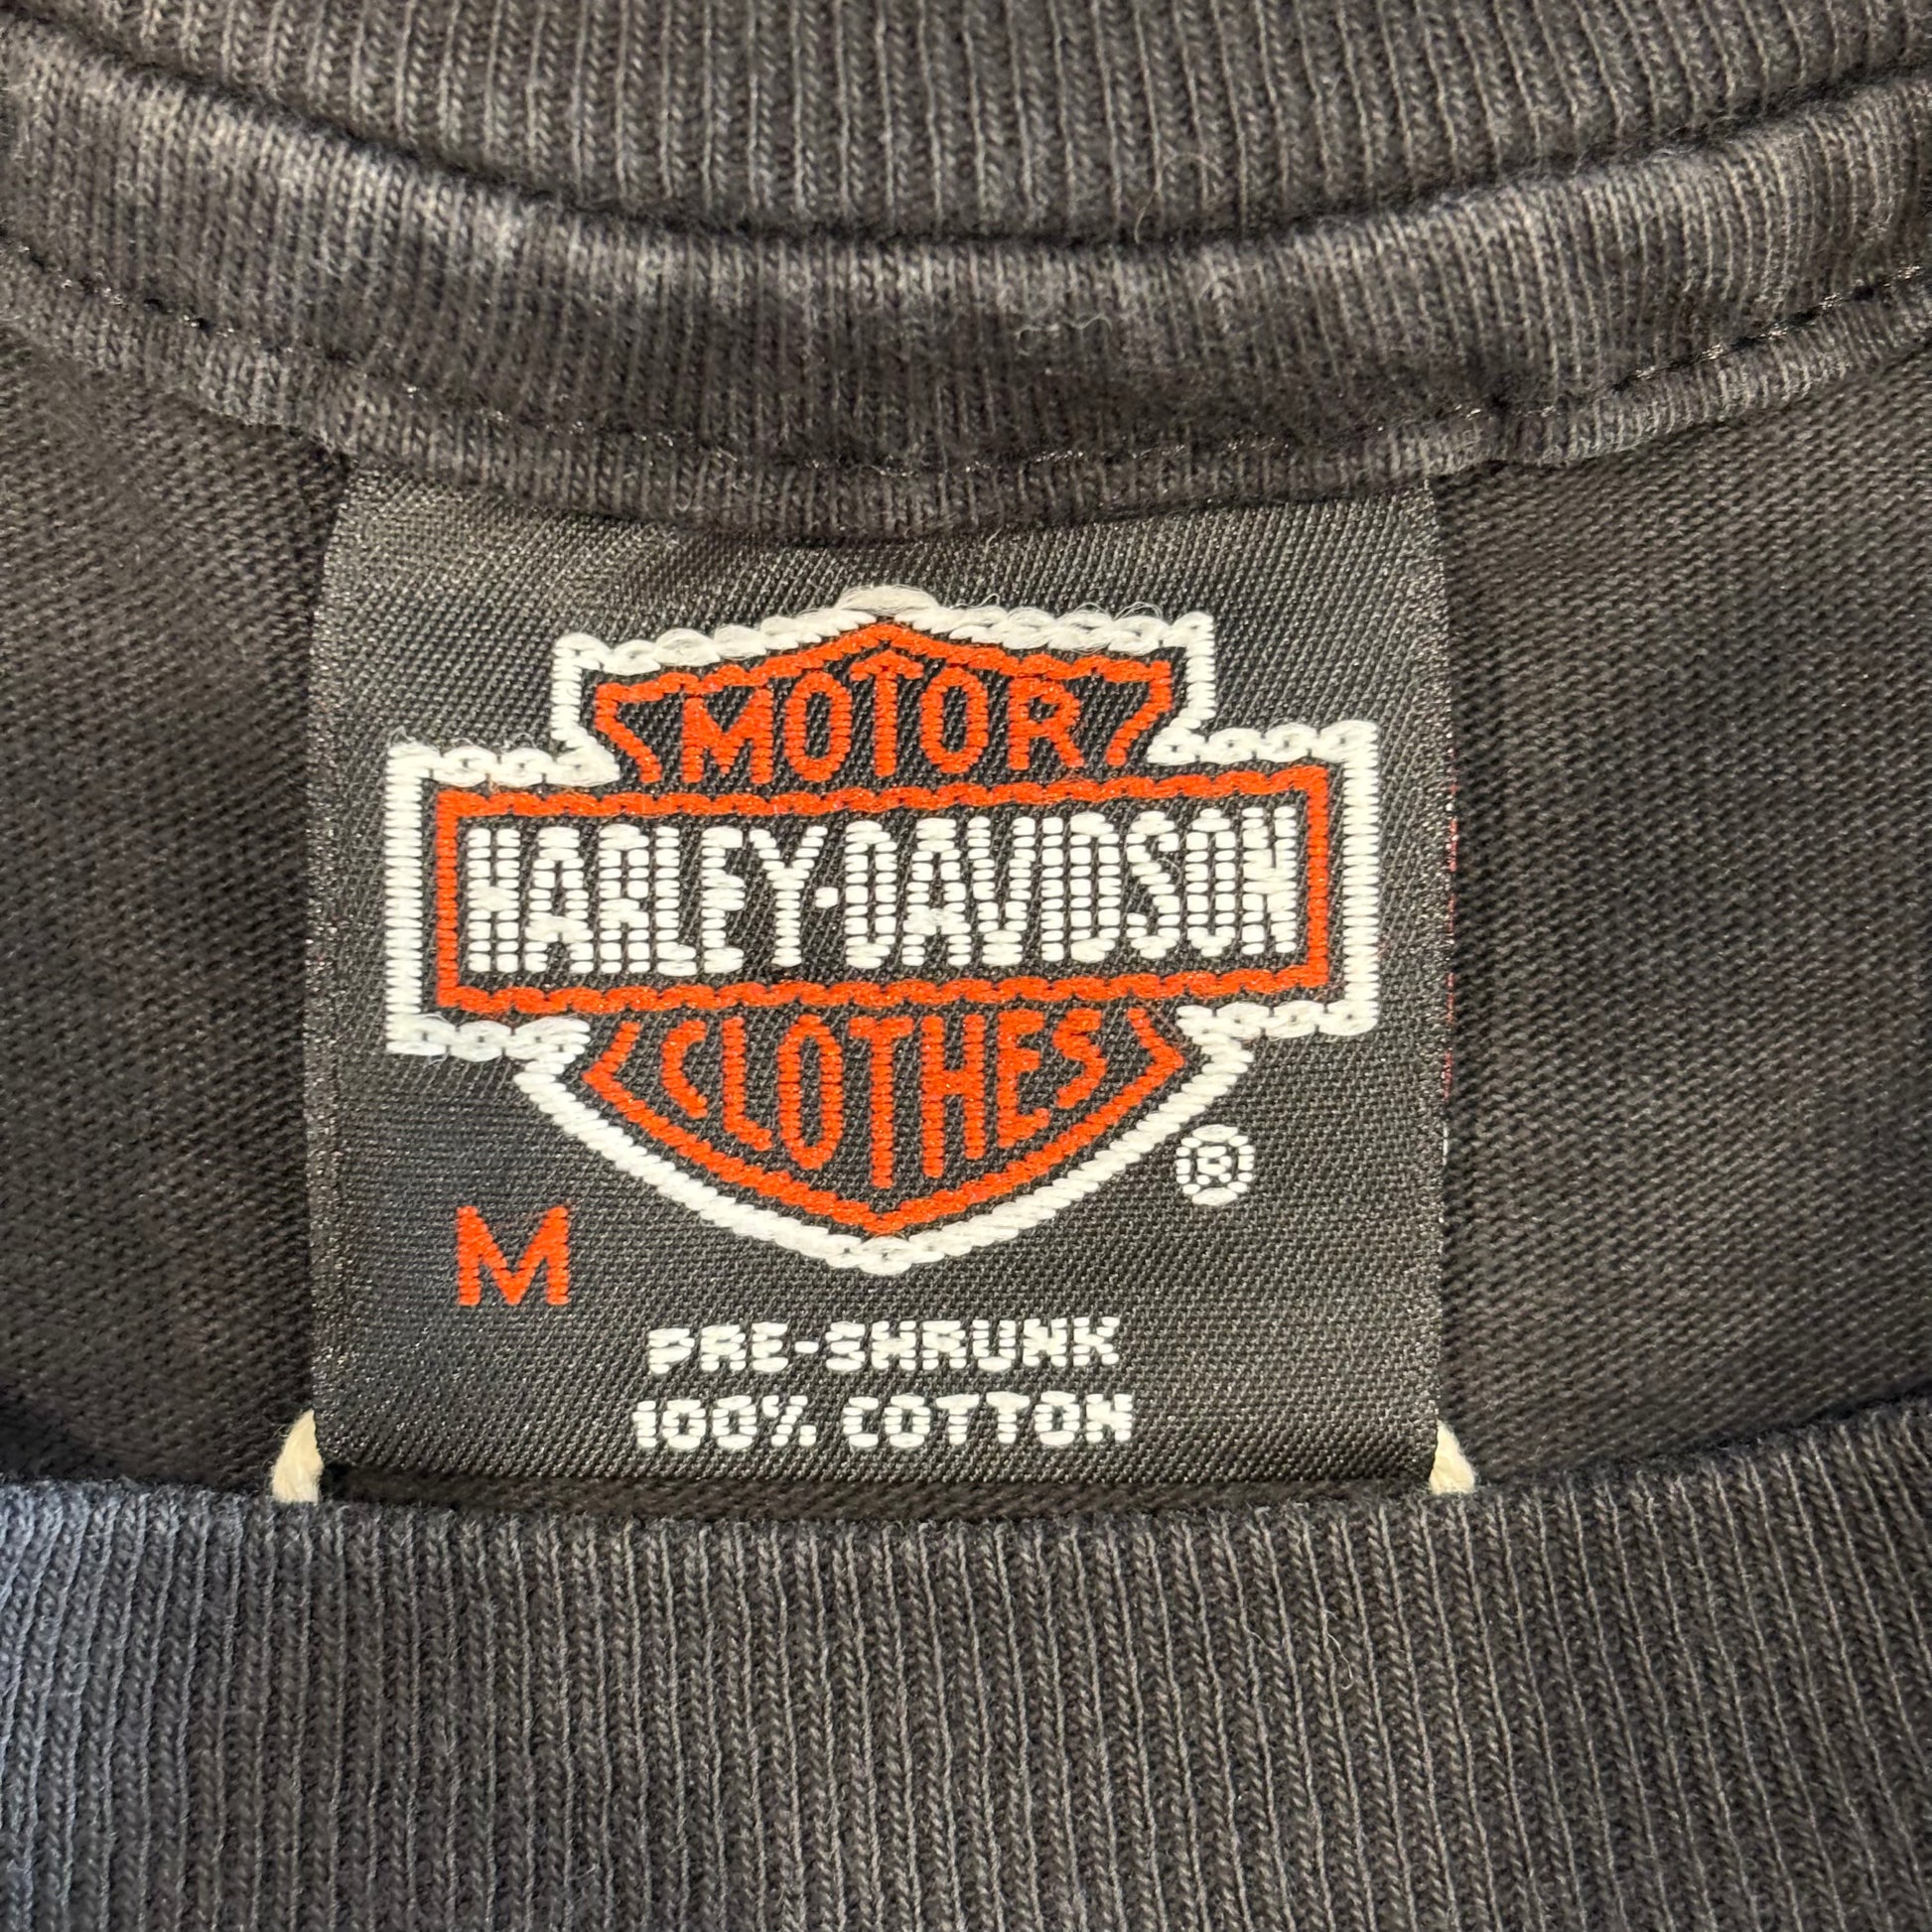 MOTOR
HARLEY-DAVIDSON
CLOTHES
®
M
PRE-SHRUNK
100% COTTON